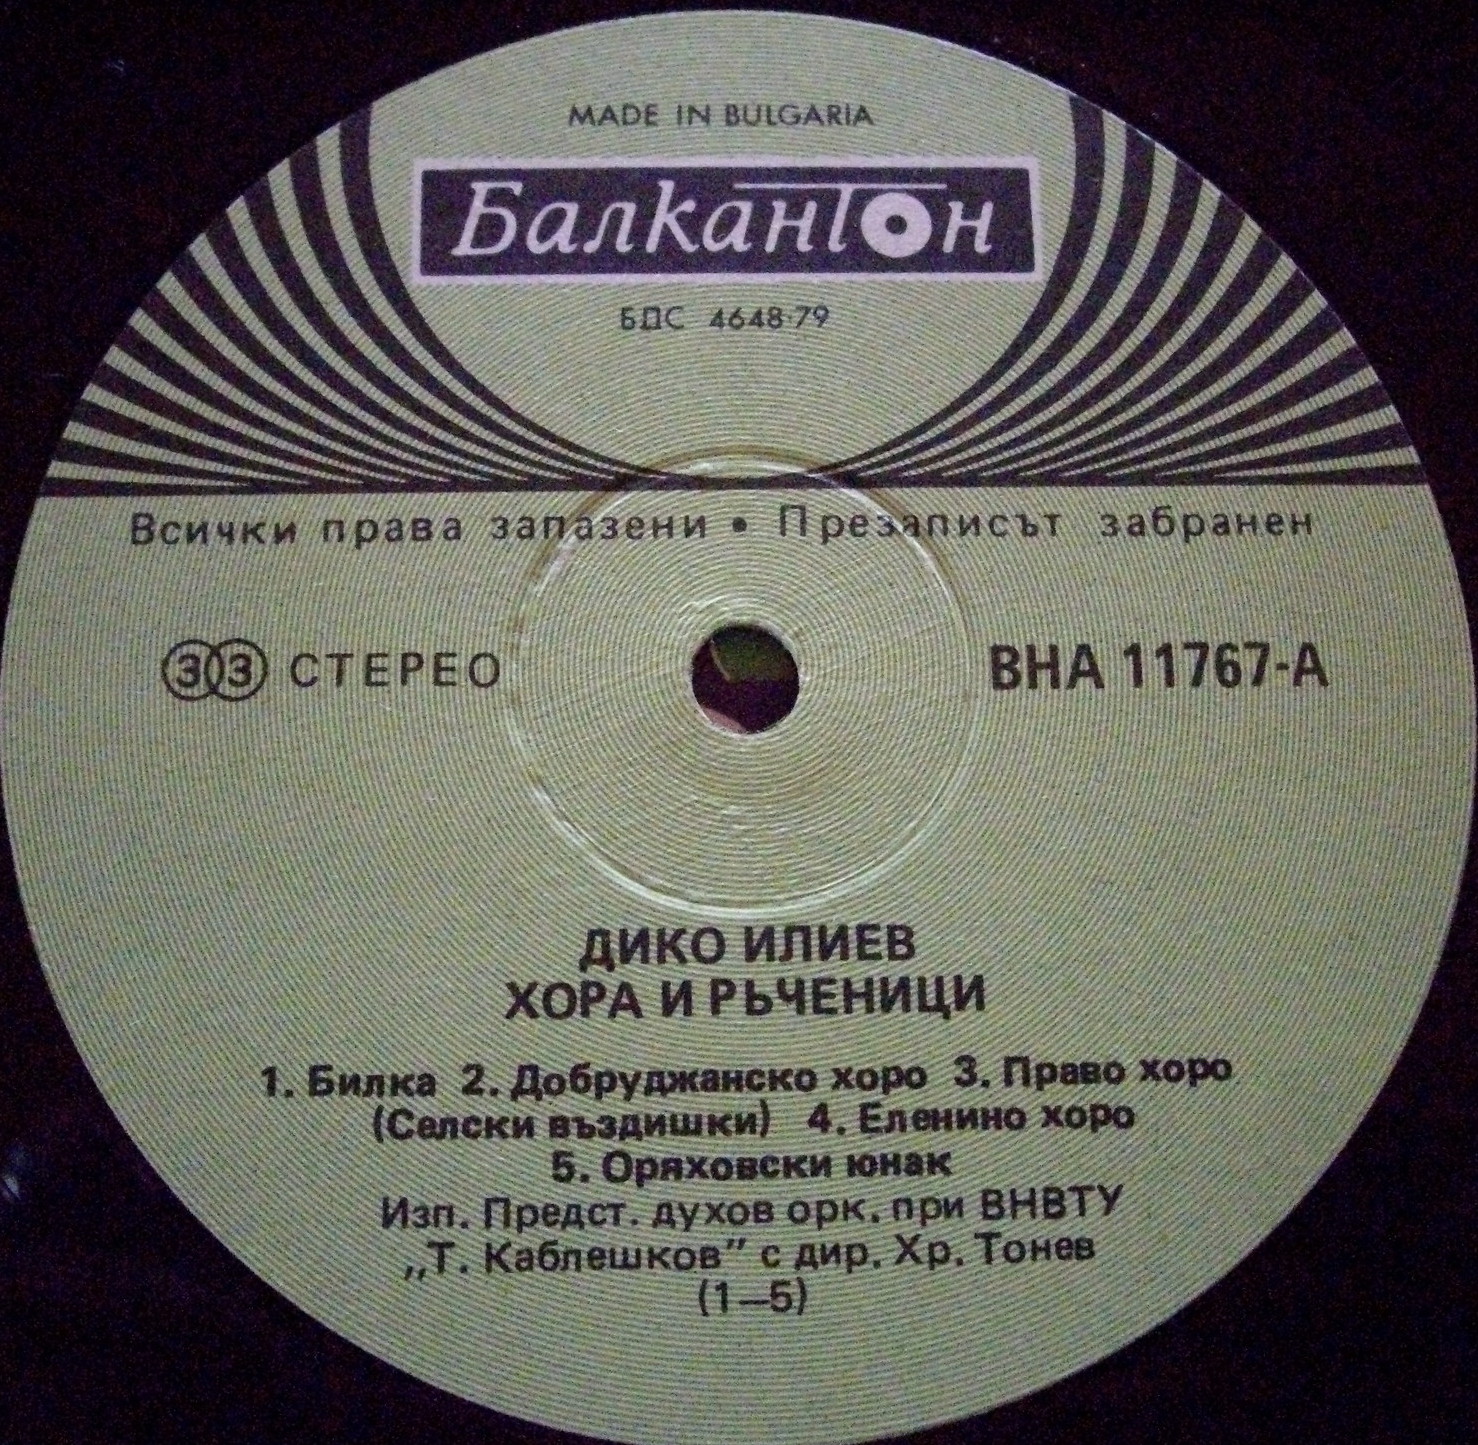 MADE IN BULGARIA
Балкантон
БДС 4648-79
Всички права запазени • Презаписът забранен
33 СТЕРЕО ВНА 11767-А
ДИКО ИЛИЕВ
ХОРА И РЪЧЕНИЦИ
1. Билка 2. Добруджанско хоро 3. Право хоро
(Селски въздишки) 4. Еленино хоро
5. Оряховски юнак
Изп. Предст. духов орк. при ВНВТУ
„Т. Каблешков” с дир. Хр. Тонев
(1—5)